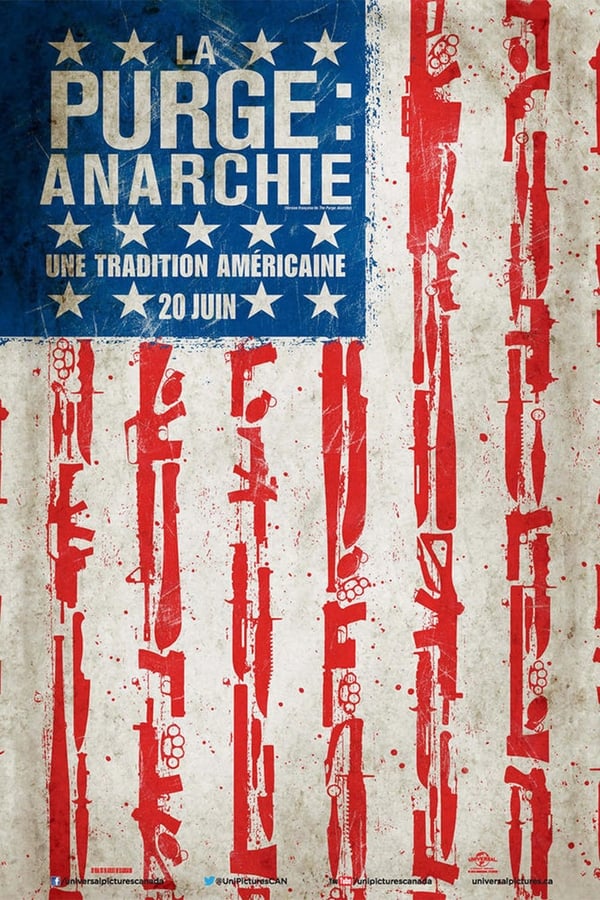 LA
PURGE:
ANARCHIE
(Version française de The Purge: Anarchy)
UNE TRADITION AMÉRICAINE
20 JUIN
UNIVERSAL
/universalpicturescanada
@UniPicturesCAN
/unipicturescanada
universalpictures.ca